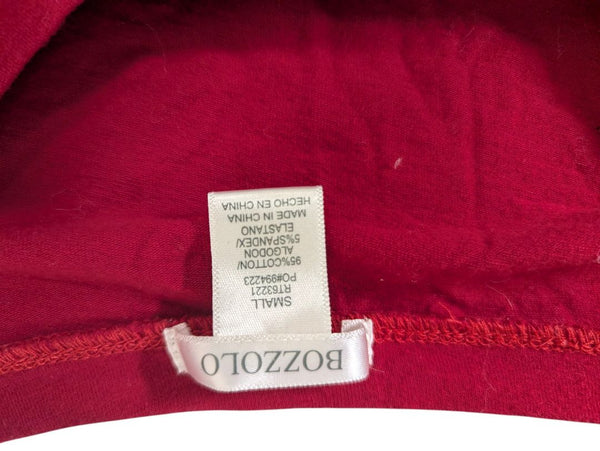 BOZZOLO
SMALL
RT63221
PO#994223
95%COTTON/
ALGODON
5%SPANDEX/
ELASTANO
MADE IN CHINA
HECHO EN CHINA